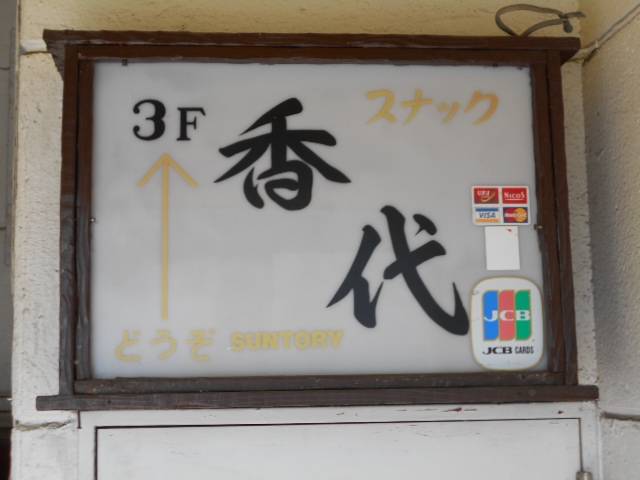 スナック
3F
香代
どうぞ SUNTORY
UFJ
NICOS
VISA
MasterCard
JCB
JCB CARDS